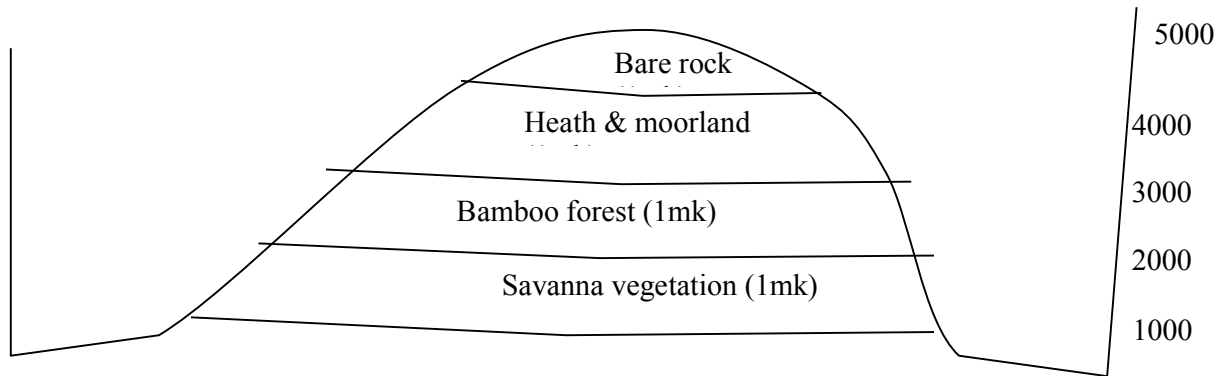 5000
Bare rock
Heath & moorland
4000
3000
Bamboo forest (1mk)
2000
Savanna vegetation (1mk)
1000